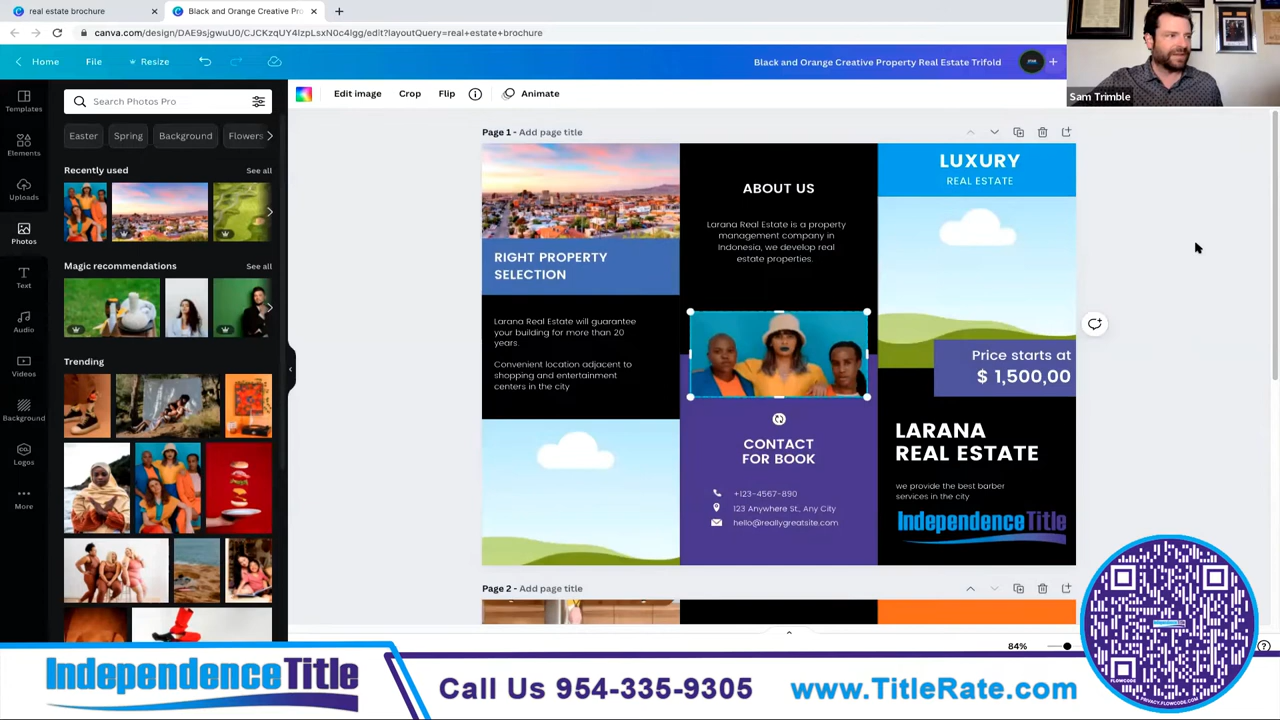 real estate brochure
Black and Orange Creative Pro
canva.com/design/DAE9sjgwuU0/CJCKzqUY4lzpLsxN0c4lgg/edit?layoutQuery=real+estate+brochure
Home
File
Resize
Black and Orange Creative Property Real Estate Trifold
Sam Trimble
Templates
Elements
Uploads
Photos
Text
Audio
Videos
Background
Logos
More
Search Photos Pro
Easter
Spring
Background
Flowers
Recently used
See all
Magic recommendations
See all
Trending
Edit image
Crop
Flip
Animate
Page 1 - Add page title
RIGHT PROPERTY
SELECTION
Larana Real Estate will guarantee
your building for more than 20
years.
Convenient location adjacent to
shopping and entertainment
centers in the city
ABOUT US
Larana Real Estate is a property
management company in
Indonesia, we develop real
estate properties.
CONTACT
FOR BOOK
+123-4567-890
123 Anywhere St., Any City
hello@reallygreatsite.com
LUXURY
REAL ESTATE
Price starts at
$ 1,500,00
LARANA
REAL ESTATE
we provide the best barber
services in the city
IndependenceTitle
Page 2 - Add page title
84%
IndependenceTitle
Call Us 954-335-9305
www.TitleRate.com
PRIVACY.FLOWCODE.COM